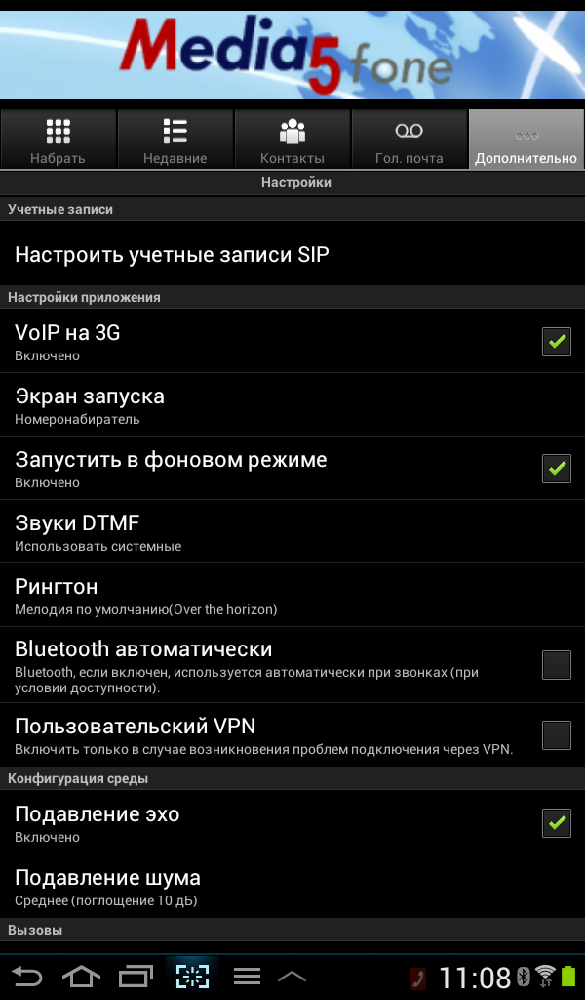 Media5fone
Набрать
Недавние
Контакты
Гол. почта
Дополнительно
Настройки
Учетные записи
Настроить учетные записи SIP
Настройки приложения
VoIP на 3G
Включено
Экран запуска
Номеронабиратель
Запустить в фоновом режиме
Включено
Звуки DTMF
Использовать системные
Рингтон
Мелодия по умолчанию(Over the horizon)
Bluetooth автоматически
Bluetooth, если включен, используется автоматически при звонках (при
условии доступности).
Пользовательский VPN
Включить только в случае возникновения проблем подключения через VPN.
Конфигурация среды
Подавление эхо
Включено
Подавление шума
Среднее (поглощение 10 дБ)
Вызовы
11:08